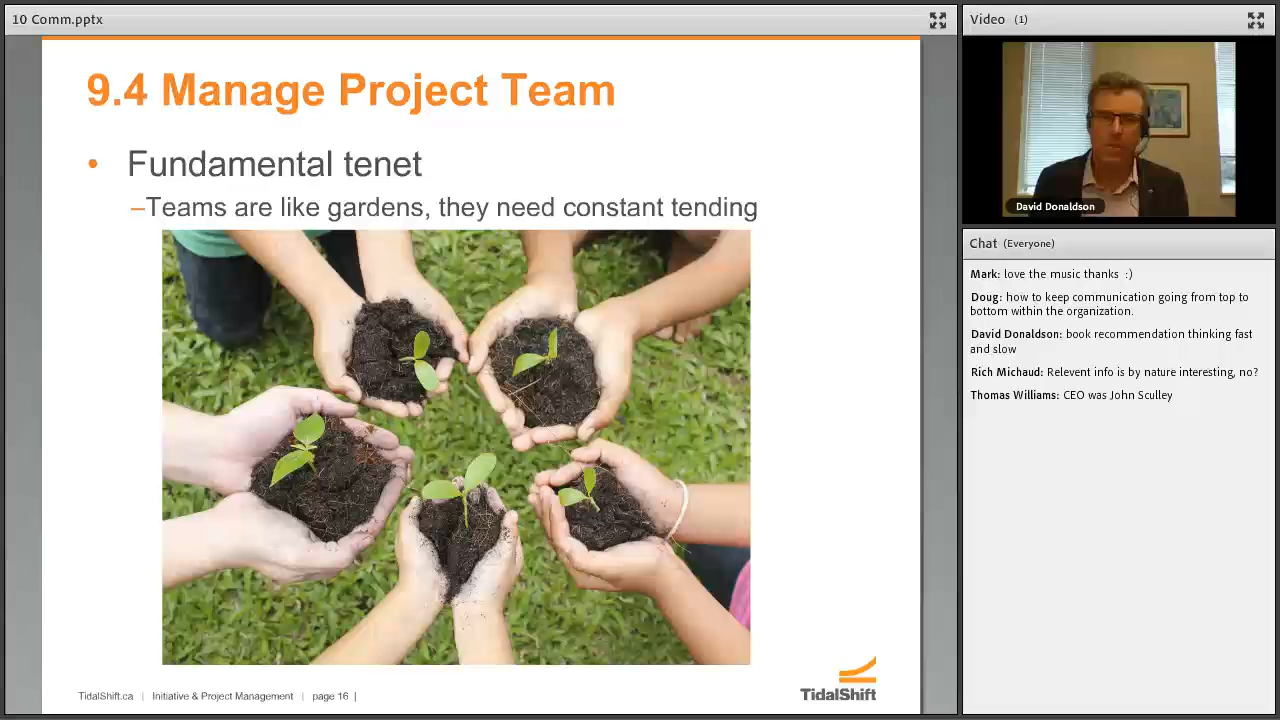 10 Comm.pptx
9.4 Manage Project Team
• Fundamental tenet
–Teams are like gardens, they need constant tending
TidalShift.ca | Initiative & Project Management | page 16 |
TidalShift
Video (1)
David Donaldson
Chat (Everyone)
Mark: love the music thanks :)
Doug: how to keep communication going from top to
bottom within the organization.
David Donaldson: book recommendation thinking fast
and slow
Rich Michaud: Relevent info is by nature interesting, no?
Thomas Williams: CEO was John Sculley